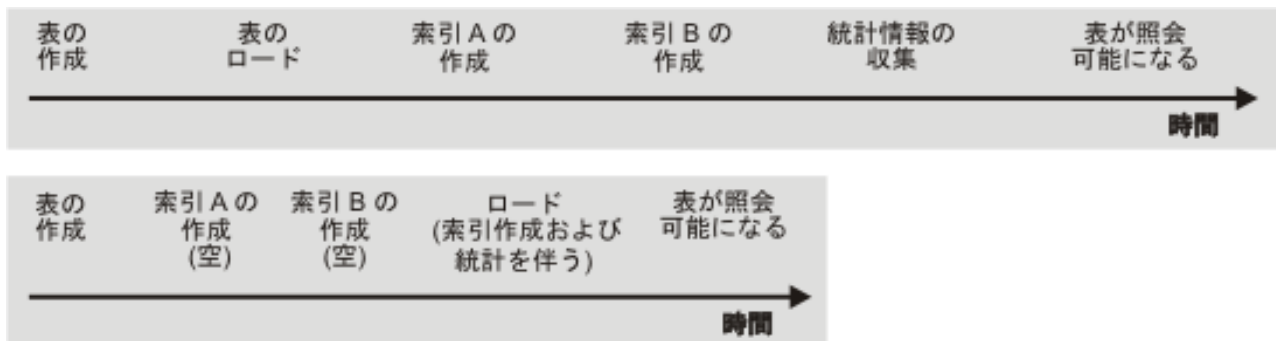 表の
作成
表の
ロード
索引 A の
作成
索引 B の
作成
統計情報の
収集
表が照会
可能になる
時間
表の
作成
索引 A の
作成
(空)
索引 B の
作成
(空)
ロード
(索引作成および
統計を伴う)
表が照会
可能になる
時間